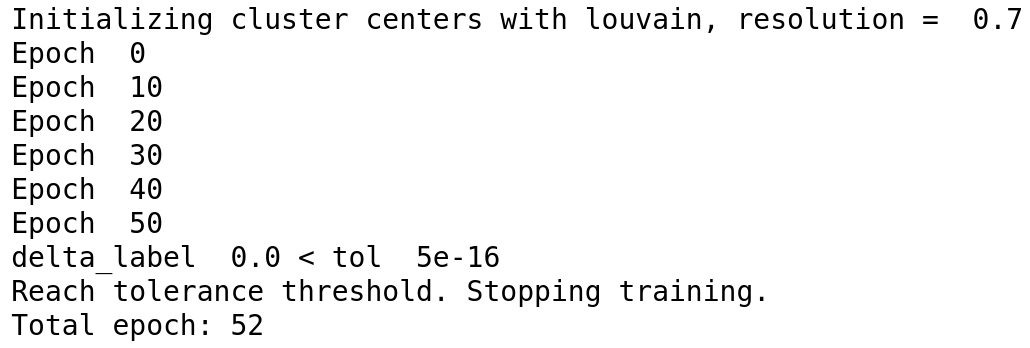 Initializing cluster centers with louvain, resolution =  0.7
Epoch  0
Epoch  10
Epoch  20
Epoch  30
Epoch  40
Epoch  50
delta_label  0.0 < tol  5e-16
Reach tolerance threshold. Stopping training.
Total epoch: 52